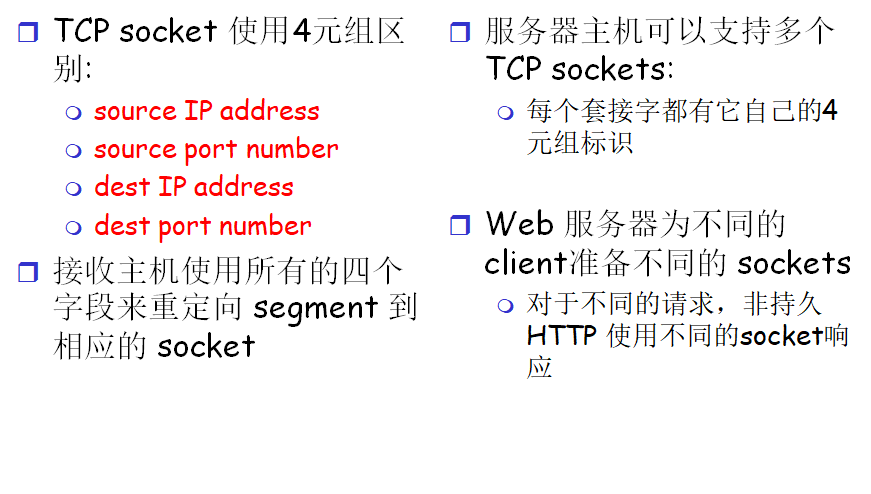 TCP socket 使用4元组区
别:
source IP address
source port number
dest IP address
dest port number
接收主机使用所有的四个
字段来重定向 segment 到
相应的 socket
服务器主机可以支持多个
TCP sockets:
每个套接字都有它自己的4
元组标识
Web 服务器为不同的
client准备不同的 sockets
对于不同的请求，非持久
HTTP 使用不同的socket响
应